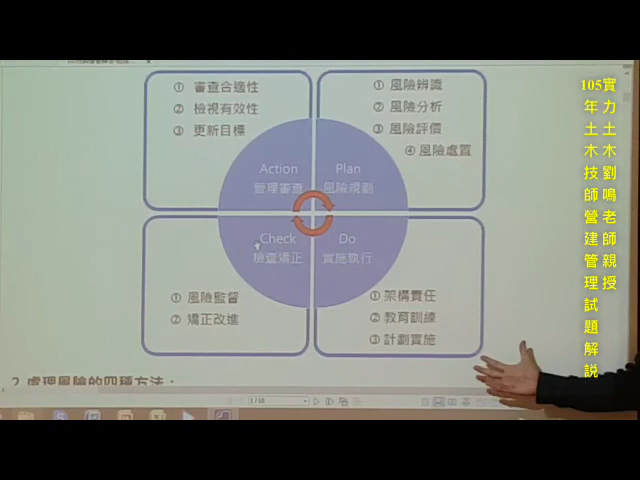 ① 審查合適性
② 檢視有效性
③ 更新目標
① 風險辨識
② 風險分析
③ 風險評價
④ 風險處置
Action
管理審查
Plan
風險規劃
Check
檢查矯正
Do
實施執行
① 風險監督
② 矯正改進
① 架構責任
② 教育訓練
③ 計劃實施
2. 處理風險的四種方法：
1 / 18
實力土木劉鳴老師親授
105年土木技師營建管理試題解說